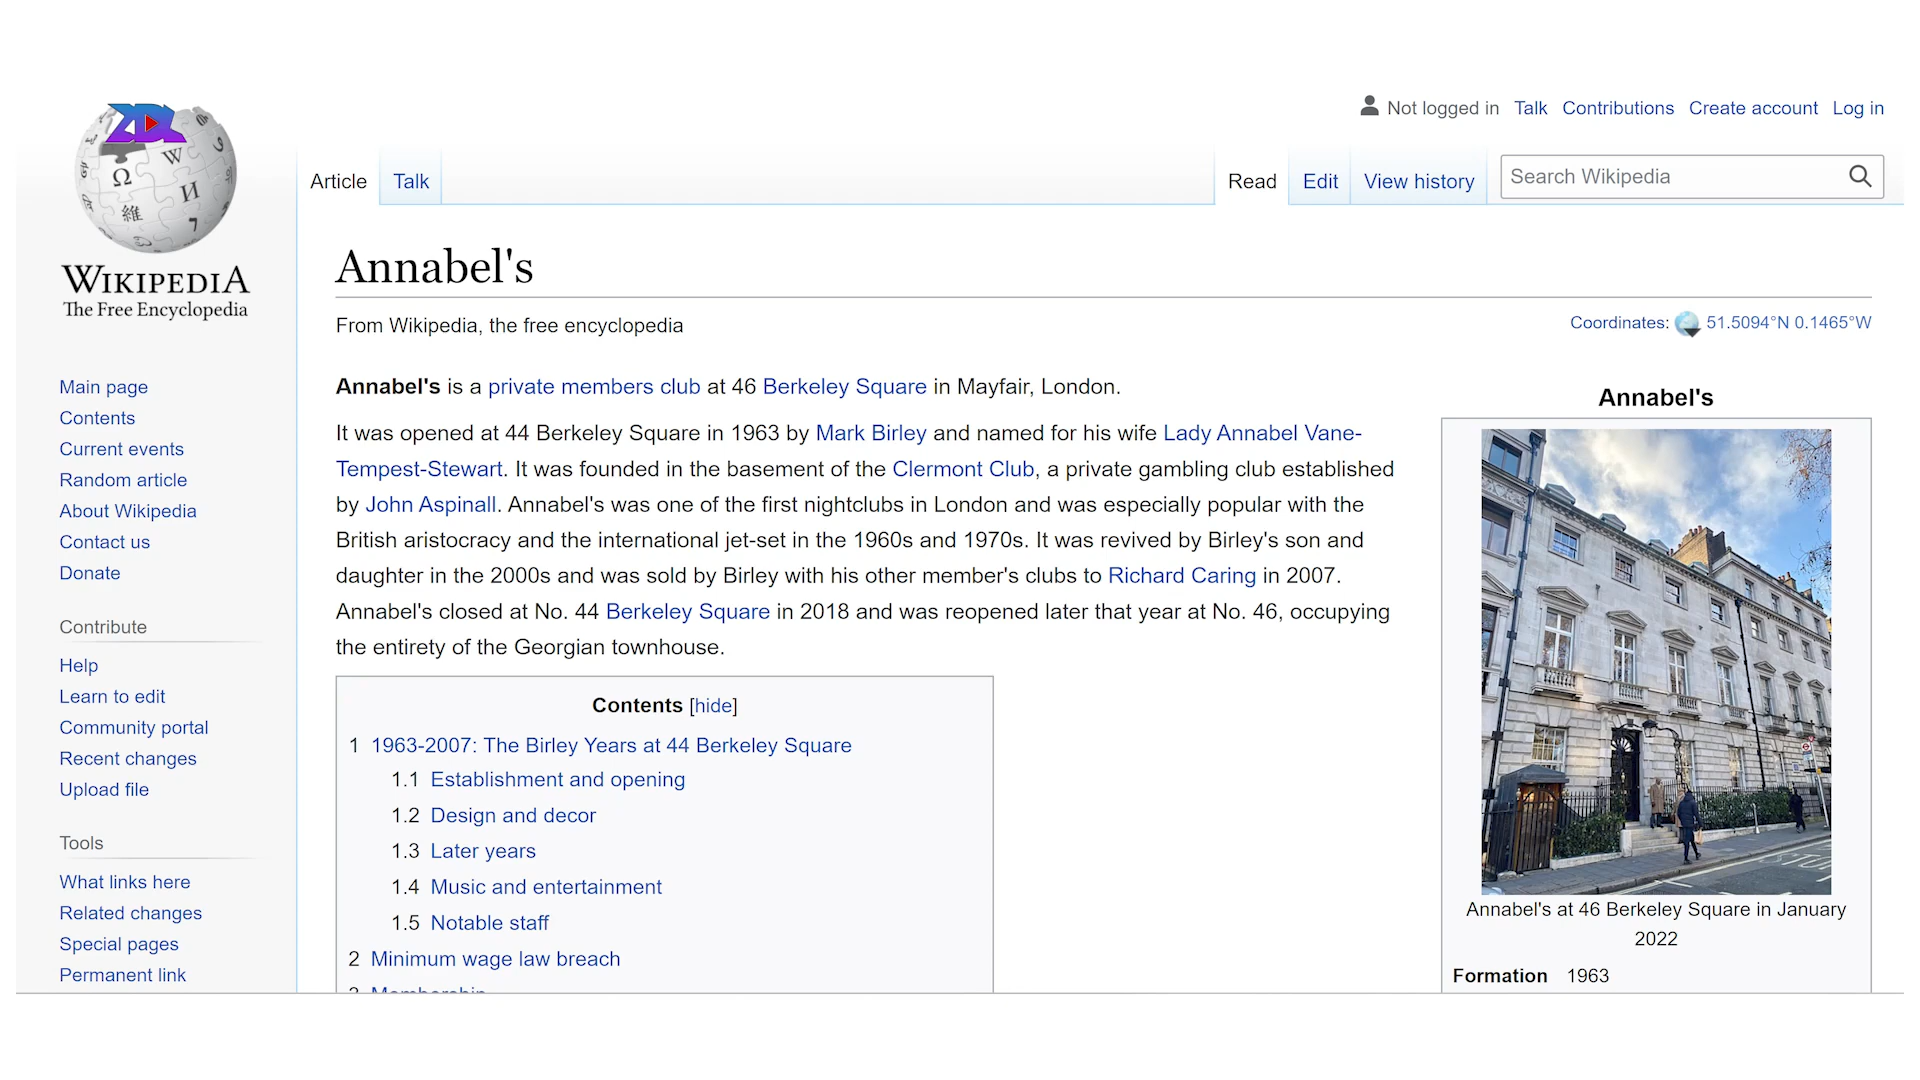 Not logged in Talk Contributions Create account Log in
Article Talk Read Edit View history Search Wikipedia
WIKIPEDIA
The Free Encyclopedia
Main page
Contents
Current events
Random article
About Wikipedia
Contact us
Donate
Contribute
Help
Learn to edit
Community portal
Recent changes
Upload file
Tools
What links here
Related changes
Special pages
Permanent link
Annabel's
From Wikipedia, the free encyclopedia
Coordinates: 51.5094°N 0.1465°W
Annabel's is a private members club at 46 Berkeley Square in Mayfair, London.
It was opened at 44 Berkeley Square in 1963 by Mark Birley and named for his wife Lady Annabel Vane-
Tempest-Stewart. It was founded in the basement of the Clermont Club, a private gambling club established
by John Aspinall. Annabel's was one of the first nightclubs in London and was especially popular with the
British aristocracy and the international jet-set in the 1960s and 1970s. It was revived by Birley's son and
daughter in the 2000s and was sold by Birley with his other member's clubs to Richard Caring in 2007.
Annabel's closed at No. 44 Berkeley Square in 2018 and was reopened later that year at No. 46, occupying
the entirety of the Georgian townhouse.
Contents [hide]
1 1963-2007: The Birley Years at 44 Berkeley Square
1.1 Establishment and opening
1.2 Design and decor
1.3 Later years
1.4 Music and entertainment
1.5 Notable staff
2 Minimum wage law breach
Annabel's
Annabel's at 46 Berkeley Square in January
2022
Formation 1963